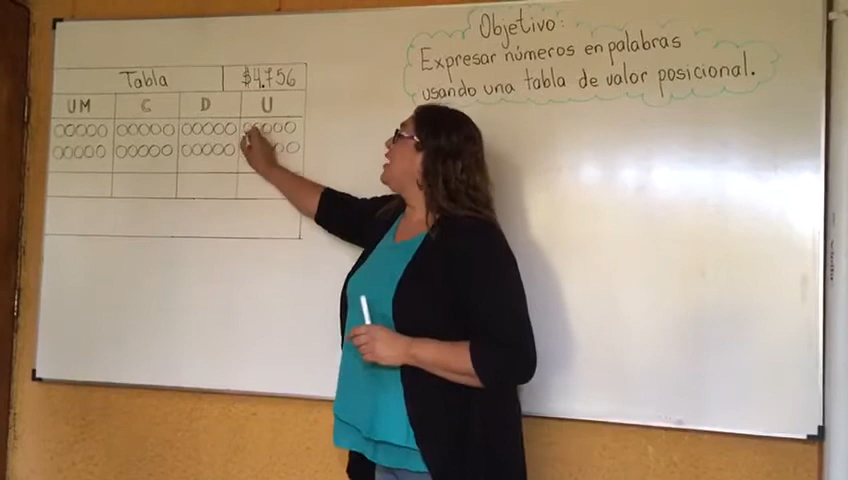 Objetivo:
Expresar números en palabras
usando una tabla de valor posicional.
Tabla $4.756
UM C D U